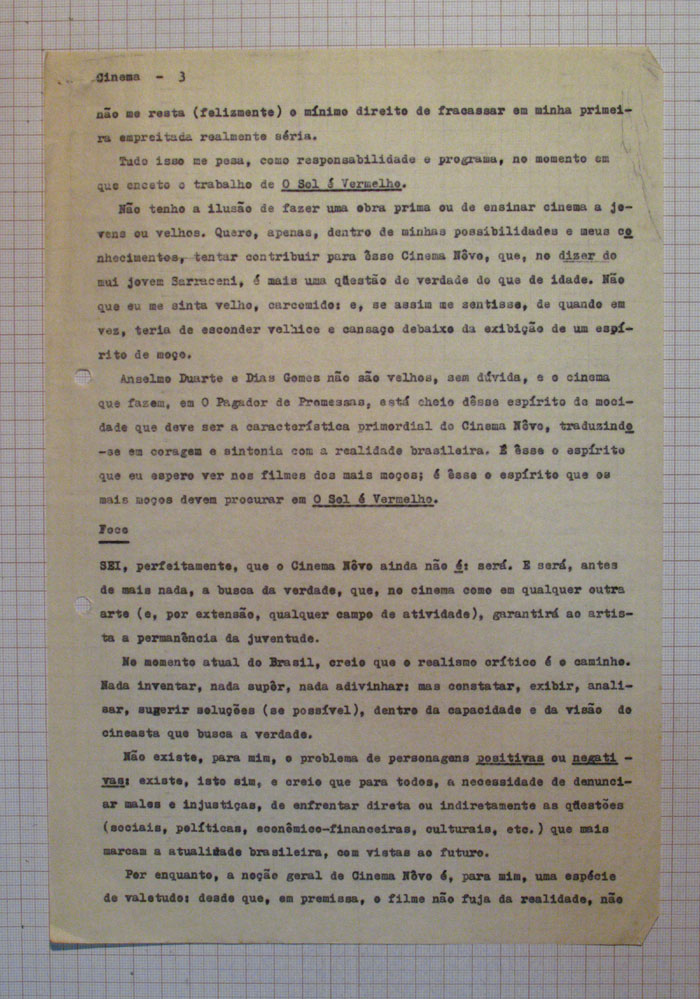 Cinema - 3
não me resta (felizmente) o mínimo direito de fracassar em minha primei-
ra empreitada realmente séria.
Tudo isso me pesa, como responsabilidade e programa, no momento em
que enceto o trabalho de O Sol é Vermelho.
Não tenho a ilusão de fazer uma obra prima ou de ensinar cinema a jo-
vens ou velhos. Quero, apenas, dentro de minhas possibilidades e meus co
nhecimentos, tentar contribuir para êsse Cinema Nôvo, que, no dizer do
mui jovem Sarraceni, é mais uma qüestão de verdade do que de idade. Não
que eu me sinta velho, carcomido: e, se assim me sentisse, de quando em
vez, teria de esconder velhice e cansaço debaixo da exibição de um espí-
rito de moço.
Anselmo Duarte e Dias Gomes não são velhos, sem dúvida, e o cinema
que fazem, em O Pagador de Promessas, está cheio dêsse espírito de moci-
dade que deve ser a característica primordial do Cinema Nôvo, traduzindo
-se em coragem e sintonia com a realidade brasileira. É êsse o espírito
que eu espero ver nos filmes dos mais moços; é êsse o espírito que os
mais moços devem procurar em O Sol é Vermelho.
Foco
SEI, perfeitamente, que o Cinema Nôvo ainda não é: será. E será, antes
de mais nada, a busca da verdade, que, no cinema como em qualquer outra
arte (e, por extensão, qualquer campo de atividade), garantirá ao artis-
ta a permanência da juventude.
No momento atual do Brasil, creio que o realismo crítico é o caminho.
Nada inventar, nada supôr, nada adivinhar: mas constatar, exibir, anali-
sar, sugerir soluções (se possível), dentro da capacidade e da visão do
cineasta que busca a verdade.
Não existe, para mim, o problema de personagens positivas ou negati -
vas: existe, isto sim, e creio que para todos, a necessidade de denunci-
ar males e injustiças, de enfrentar direta ou indiretamente as qüestões
(sociais, políticas, econômico-financeiras, culturais, etc.) que mais
marcam a atualidade brasileira, com vistas ao futuro.
Por enquanto, a noção geral de Cinema Nôvo é, para mim, uma espécie
de valetudo: desde que, em premissa, o filme não fuja da realidade, não